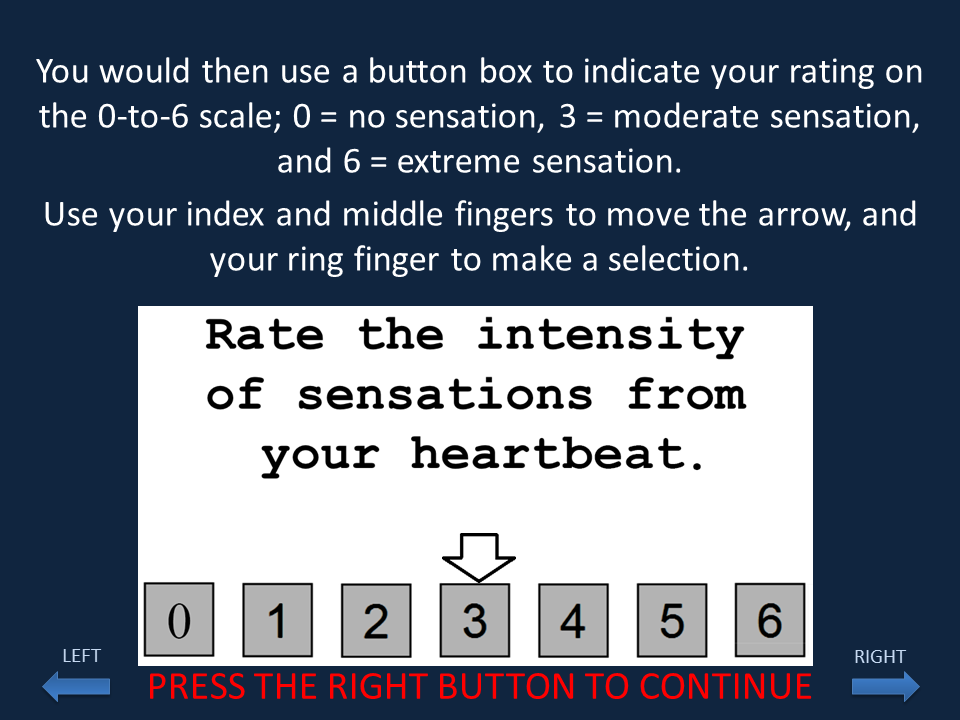 You would then use a button box to indicate your rating on
the 0-to-6 scale; 0 = no sensation, 3 = moderate sensation,
and 6 = extreme sensation.
Use your index and middle fingers to move the arrow, and
your ring finger to make a selection.
Rate the intensity
of sensations from
your heartbeat.
0 1 2 3 4 5 6
LEFT RIGHT
PRESS THE RIGHT BUTTON TO CONTINUE